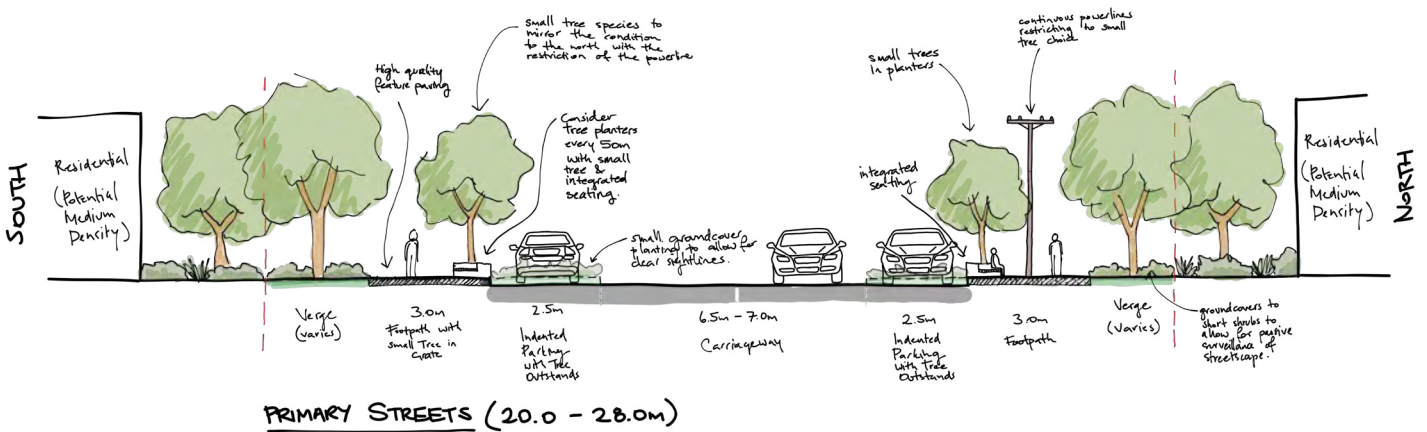 small tree species to
mirror the condition
to the north with the
restriction of the powerline
continuous powerlines
restricting to small
tree choice
High quality
feature paving
small trees
in planters
Consider
tree planters
every 50m
with small
tree &
integrated
seating.
integrated
seating
SOUTH
Residential
(Potential
Medium
Density)
Residential
(Potential
Medium
Density)
NORTH
small groundcover
planting to allow for
clear sightlines.
Verge
(varies)
3.0m
Footpath with
small Tree in
Grate
2.5m
Indented
Parking
with Tree
Outstands
6.5m - 7.0m
Carriageway
2.5m
Indented
Parking
with Tree
Outstands
3.0m
Footpath
Verge
(varies)
groundcovers to
short shrubs to
allow for passive
surveillance of
streetscape.
PRIMARY STREETS (20.0 - 28.0m)